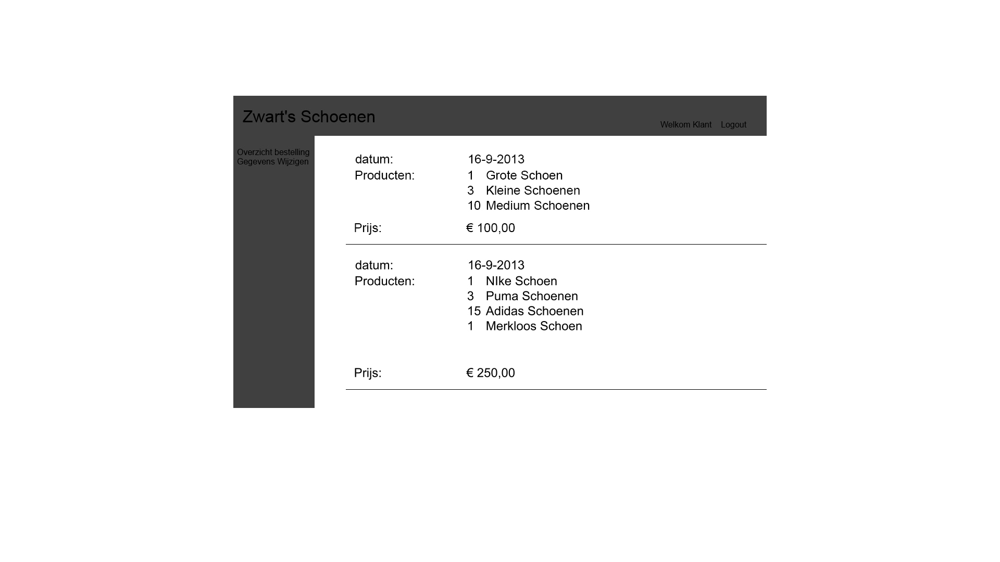 Zwart's Schoenen
Welkom Klant Logout
Overzicht bestelling
Gegevens Wijzigen
datum: 16-9-2013
Producten: 1 Grote Schoen
3 Kleine Schoenen
10 Medium Schoenen
Prijs: € 100,00
datum: 16-9-2013
Producten: 1 NIke Schoen
3 Puma Schoenen
15 Adidas Schoenen
1 Merkloos Schoen
Prijs: € 250,00